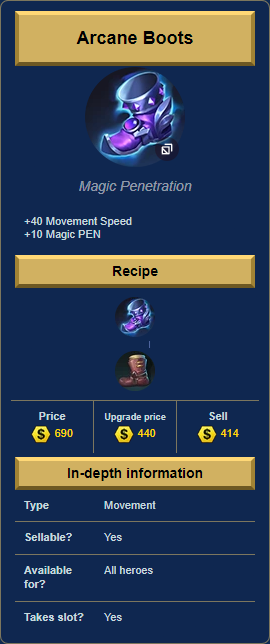 Arcane Boots
Magic Penetration
+40 Movement Speed
+10 Magic PEN
Recipe
Price Upgrade price Sell
$ 690 $ 440 $ 414
In-depth information
Type Movement
Sellable? Yes
Available All heroes
for?
Takes slot? Yes